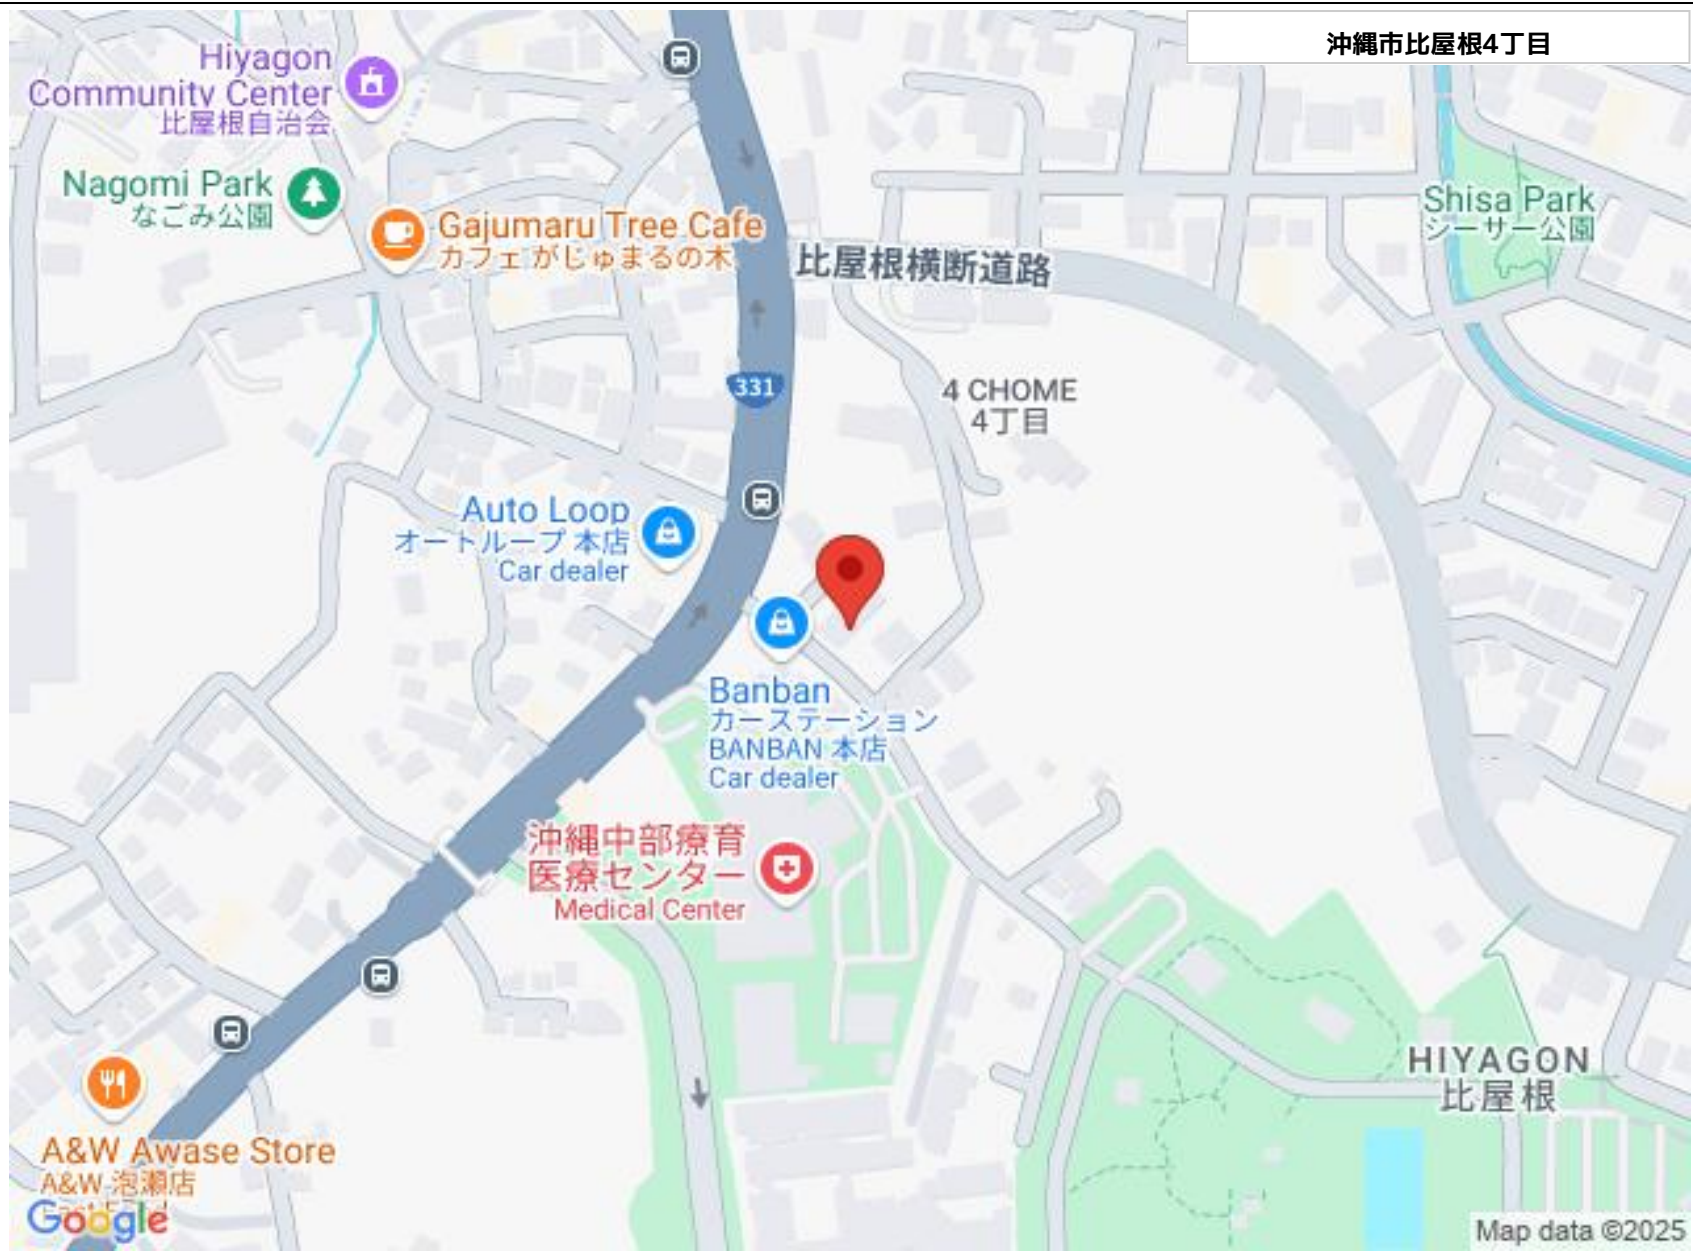 沖縄市比屋根4丁目
Hiyagon
Community Center
比屋根自治会
Nagomi Park
なごみ公園
Gajumaru Tree Cafe
カフェ がじゅまるの木
比屋根横断道路
Shisa Park
シーサー公園
331
4 CHOME
4丁目
Auto Loop
オートループ 本店
Car dealer
Banban
カーステーション
BANBAN 本店
Car dealer
沖縄中部療育
医療センター
Medical Center
HIYAGON
比屋根
A&W Awase Store
A&W 泡瀬店
Google
Map data ©2025